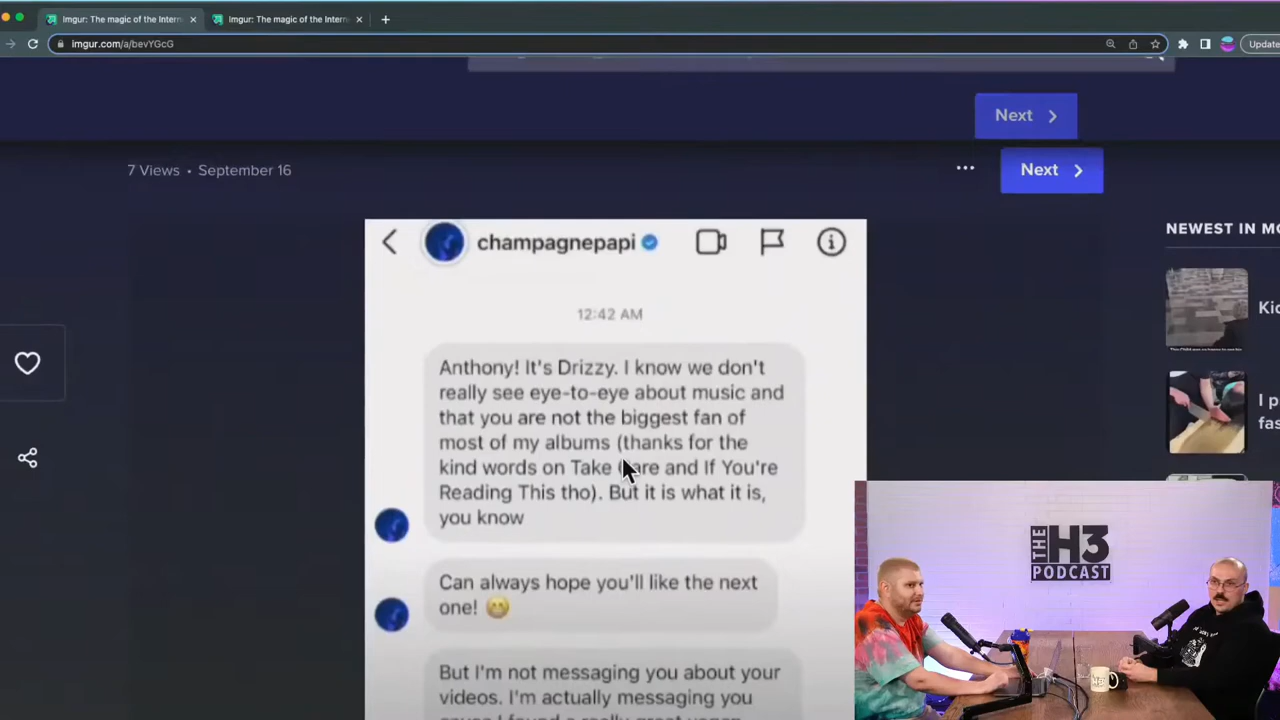 Imgur: The magic of the Intern
Imgur: The magic of the Intern
imgur.com/a/bevYGcG
Update
Next
7 Views • September 16
Next
NEWEST IN MO
champagnepapi
12:42 AM
Anthony! It's Drizzy. I know we don't
really see eye-to-eye about music and
that you are not the biggest fan of
most of my albums (thanks for the
kind words on Take Care and If You're
Reading This tho). But it is what it is,
you know
Can always hope you'll like the next
one! 😁
But I'm not messaging you about your
videos. I'm actually messaging you
Kid
I p
fas
THE
H3
PODCAST